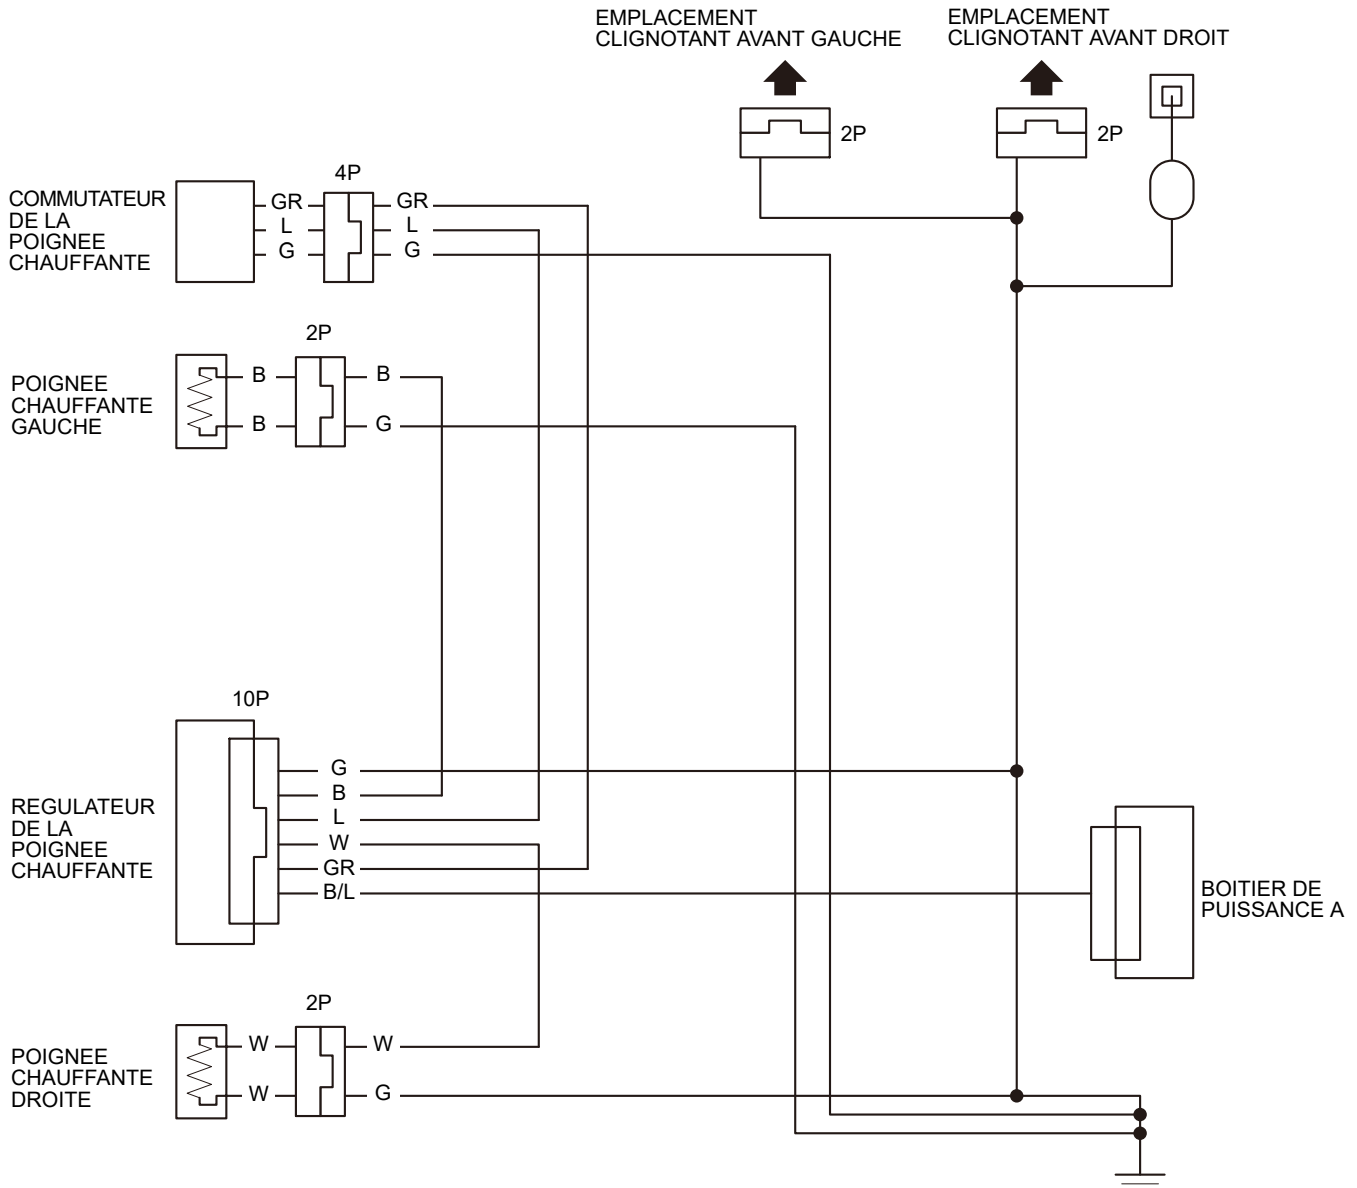 EMPLACEMENT
CLIGNOTANT AVANT GAUCHE
EMPLACEMENT
CLIGNOTANT AVANT DROIT
2P
2P
4P
COMMUTATEUR
DE LA
POIGNEE
CHAUFFANTE
GR
L
G
GR
L
G
2P
POIGNEE
CHAUFFANTE
GAUCHE
B
B
B
G
10P
REGULATEUR
DE LA
POIGNEE
CHAUFFANTE
G
B
L
W
GR
B/L
BOITIER DE
PUISSANCE A
2P
POIGNEE
CHAUFFANTE
DROITE
W
W
W
G